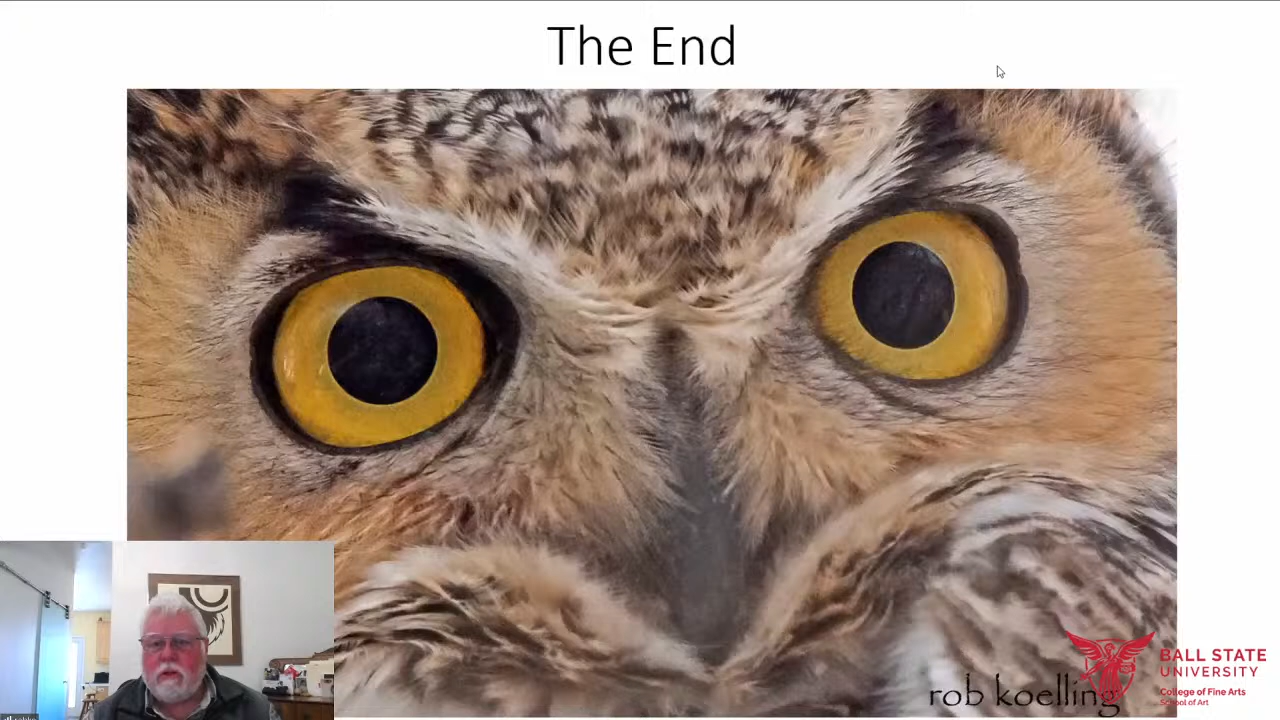 The End
rob koelling
BALL STATE
UNIVERSITY
College of Fine Arts
School of Art